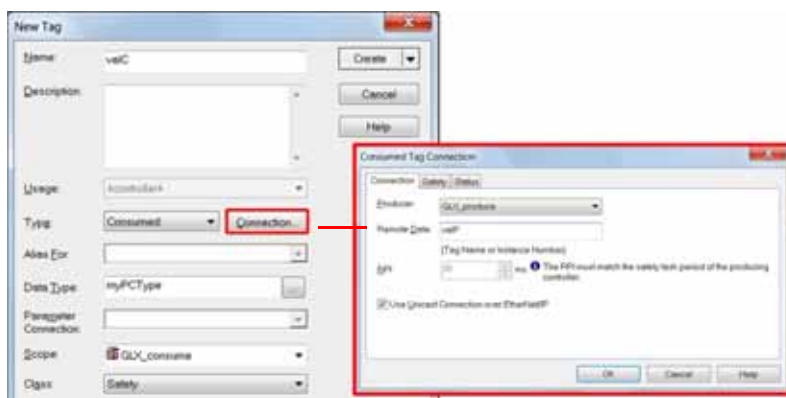 New Tag
Name:
valC
Create
Description:
Cancel
Help
Usage:
<controller>
Type:
Consumed
Connection...
Alias For:
Data Type:
myPCType
...
Parameter
Connection:
Scope:
GLX_consume
Class:
Safety
Consumed Tag Connection
Connection Safety Status
Producer:
GLX_produce
Remote Data:
valP
(Tag Name or Instance Number)
RPI:
ms The RPI must match the safety task period of the producing
controller.
Use Unicast Connection over EtherNet/IP
OK Cancel Help